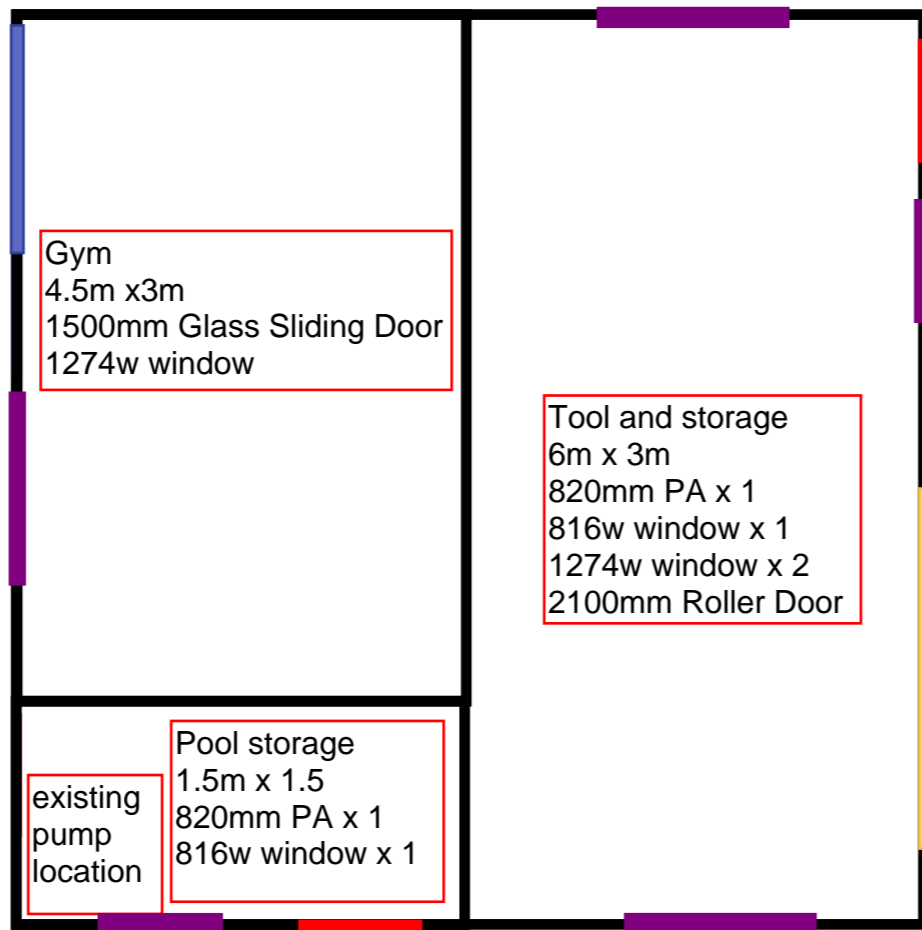 Gym
4.5m x3m
1500mm Glass Sliding Door
1274w window
Tool and storage
6m x 3m
820mm PA x 1
816w window x 1
1274w window x 2
2100mm Roller Door
Pool storage
1.5m x 1.5
820mm PA x 1
816w window x 1
existing
pump
location